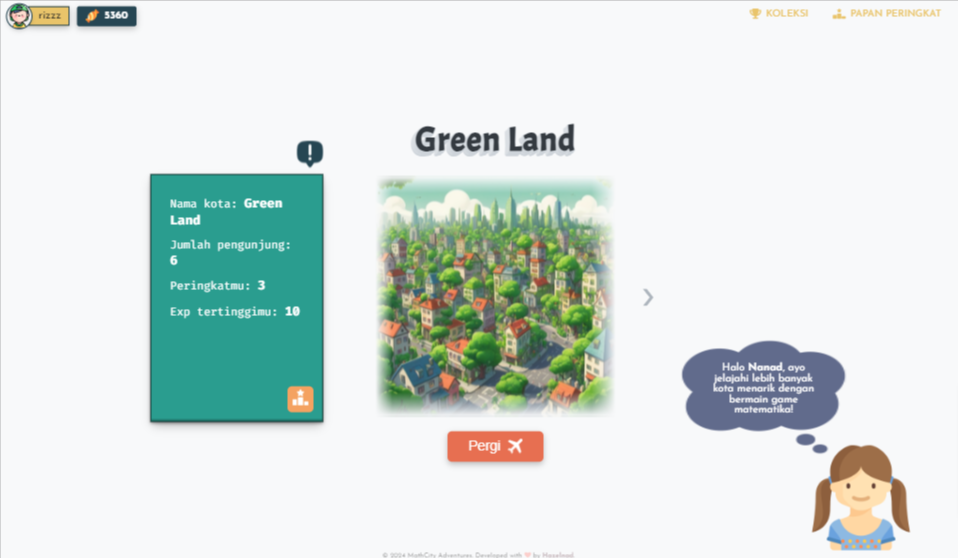 rizzz
5360
KOLEKSI
PAPAN PERINGKAT
Green Land
!
Nama kota: Green
Land
Jumlah pengunjung:
6
Peringkatmu: 3
Exp tertinggimu: 10
Pergi
Halo Nanad, ayo
jelajahi lebih banyak
kota menarik dengan
bermain game
matematika!
© 2024 MathCity Adventures. Developed with ❤ by Hasaload.